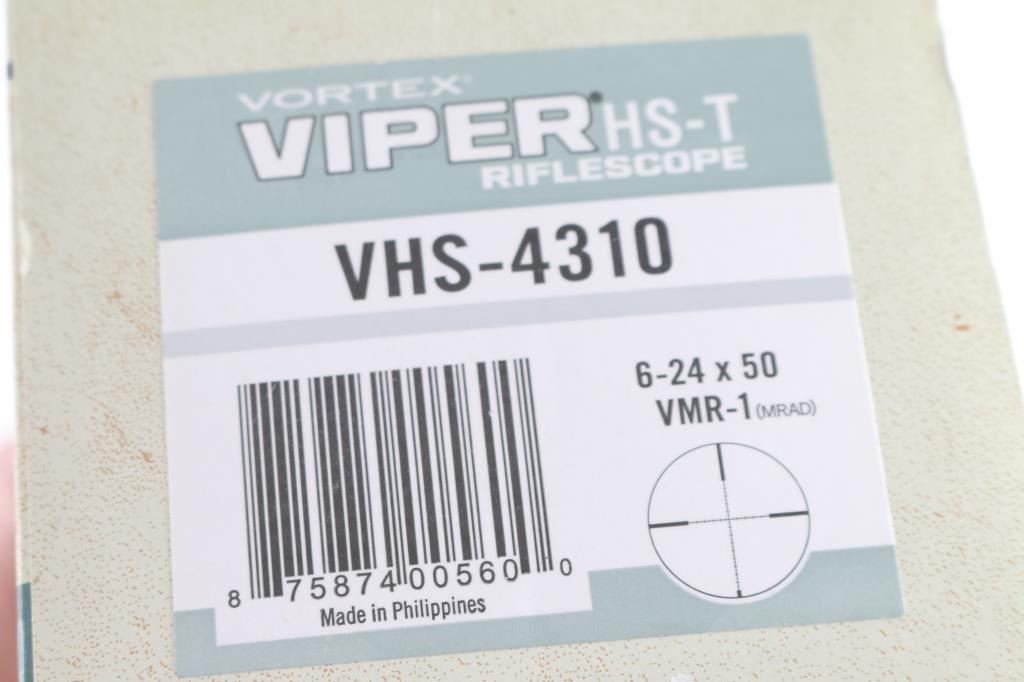 VORTEX®
VIPER® HS-T
RIFLESCOPE
VHS-4310
6-24 x 50
VMR-1 (MRAD)
8 75874 00560 0
Made in Philippines